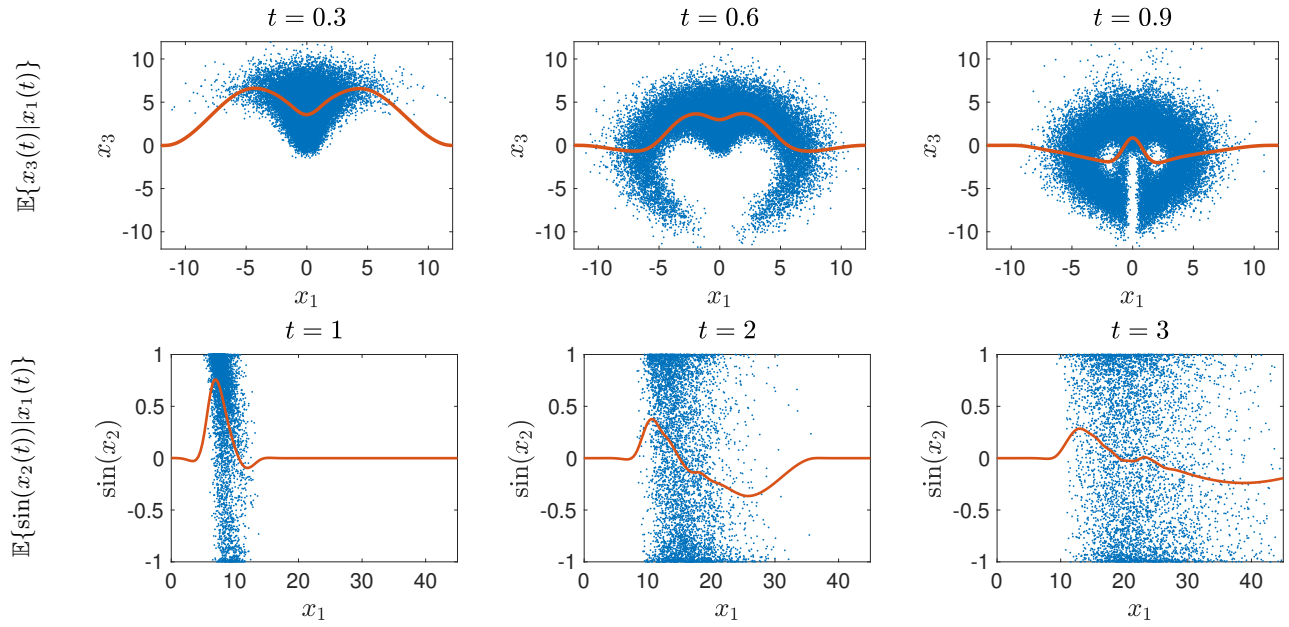 t = 0.3
t = 0.6
t = 0.9
𝔼{x₃(t)|x₁(t)}
x₃
10
5
0
-5
-10
-10 -5 0 5 10
x₁
x₃
10
5
0
-5
-10
-10 -5 0 5 10
x₁
x₃
10
5
0
-5
-10
-10 -5 0 5 10
x₁
t = 1
t = 2
t = 3
𝔼{sin(x₂(t))|x₁(t)}
sin(x₂)
1
0.5
0
-0.5
-1
0 10 20 30 40
x₁
sin(x₂)
1
0.5
0
-0.5
-1
0 10 20 30 40
x₁
sin(x₂)
1
0.5
0
-0.5
-1
0 10 20 30 40
x₁